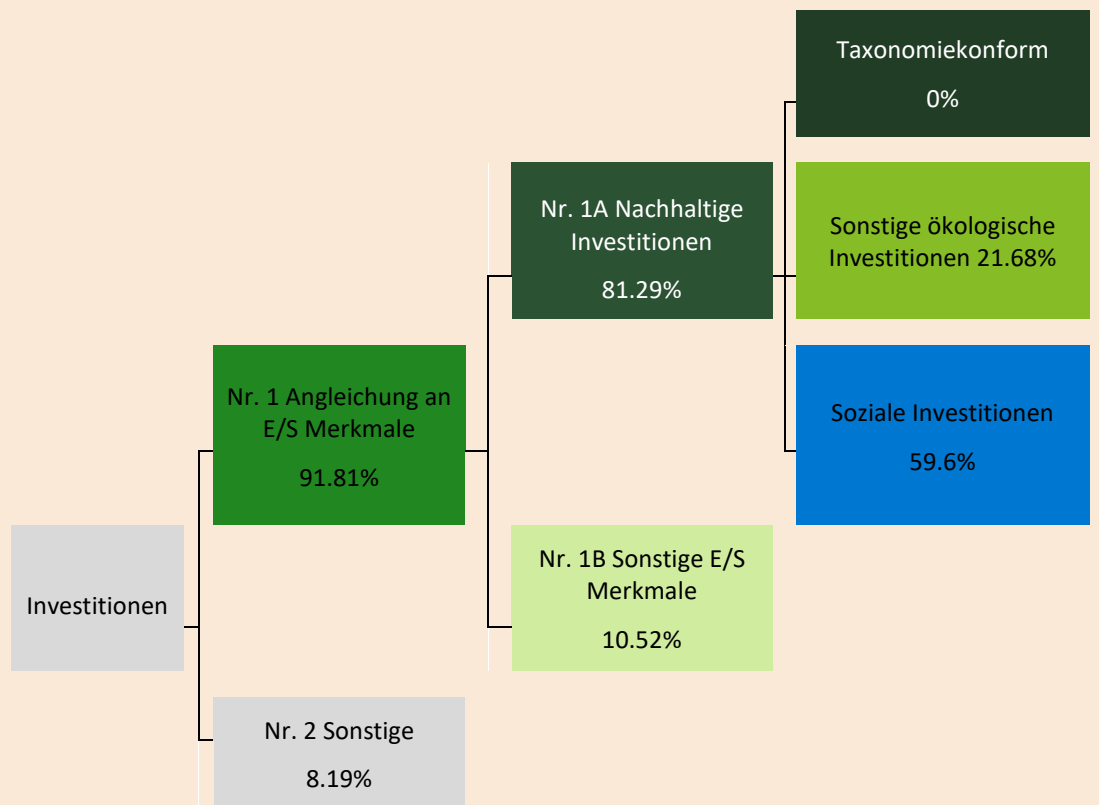 Taxonomiekonform
0%
Nr. 1A Nachhaltige
Investitionen
81.29%
Sonstige ökologische
Investitionen 21.68%
Nr. 1 Angleichung an
E/S Merkmale
91.81%
Soziale Investitionen
59.6%
Investitionen
Nr. 1B Sonstige E/S
Merkmale
10.52%
Nr. 2 Sonstige
8.19%